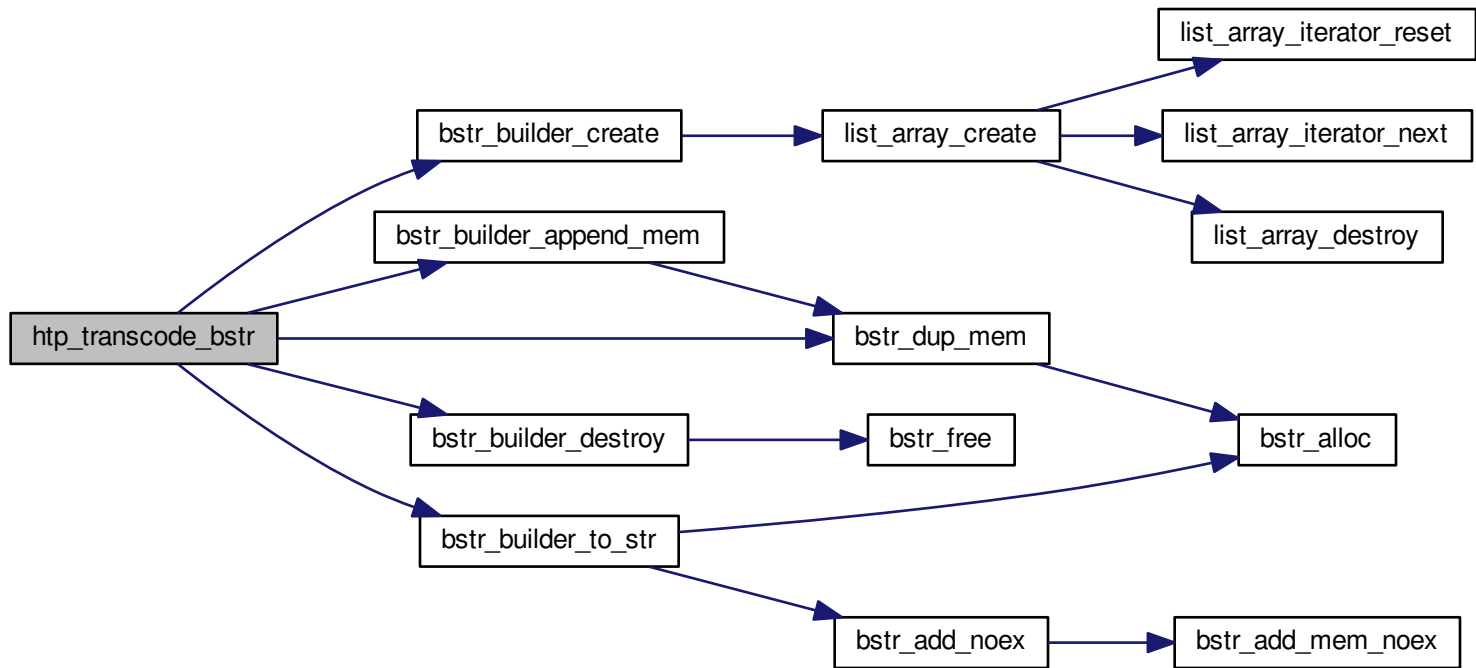 list_array_iterator_reset
bstr_builder_create
list_array_create
list_array_iterator_next
bstr_builder_append_mem
list_array_destroy
htp_transcode_bstr
bstr_dup_mem
bstr_builder_destroy
bstr_free
bstr_alloc
bstr_builder_to_str
bstr_add_noex
bstr_add_mem_noex